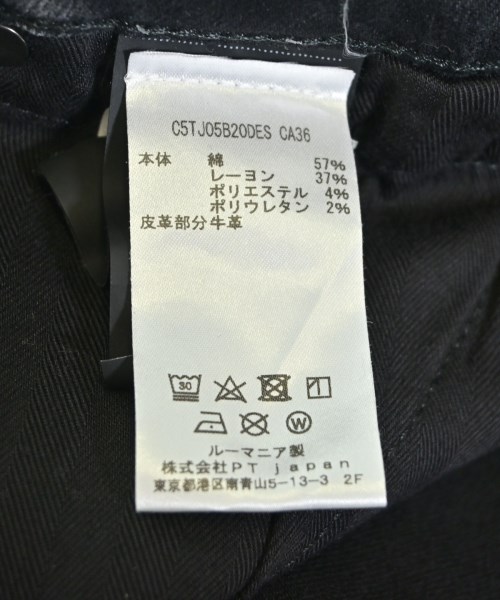 C5TJ05B20DES CA36
本体 綿 57%
レーヨン 37%
ポリエステル 4%
ポリウレタン 2%
皮革部分牛革
30
W
ルーマニア製
株式会社PT japan
東京都港区南青山5-13-3 2F